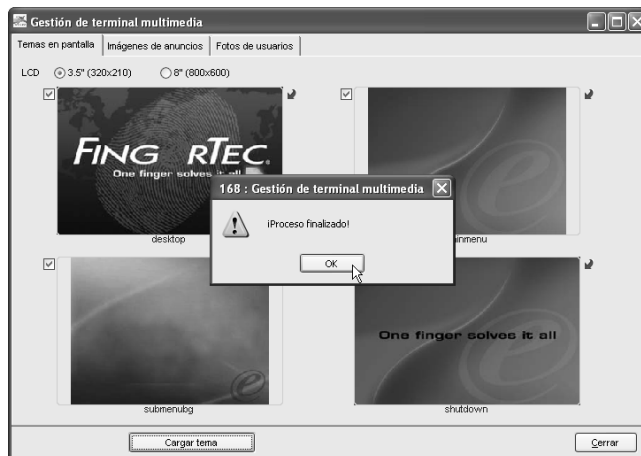 Gestión de terminal multimedia
Temas en pantalla
Imágenes de anuncios
Fotos de usuarios
LCD
3.5" (320x210)
8" (800x600)
FING RTEC.
One finger solves it all
desktop
inmenu
168 : Gestión de terminal multimedia
¡Proceso finalizado!
OK
submenubg
One finger solves it all
shutdown
Cargar tema
Cerrar